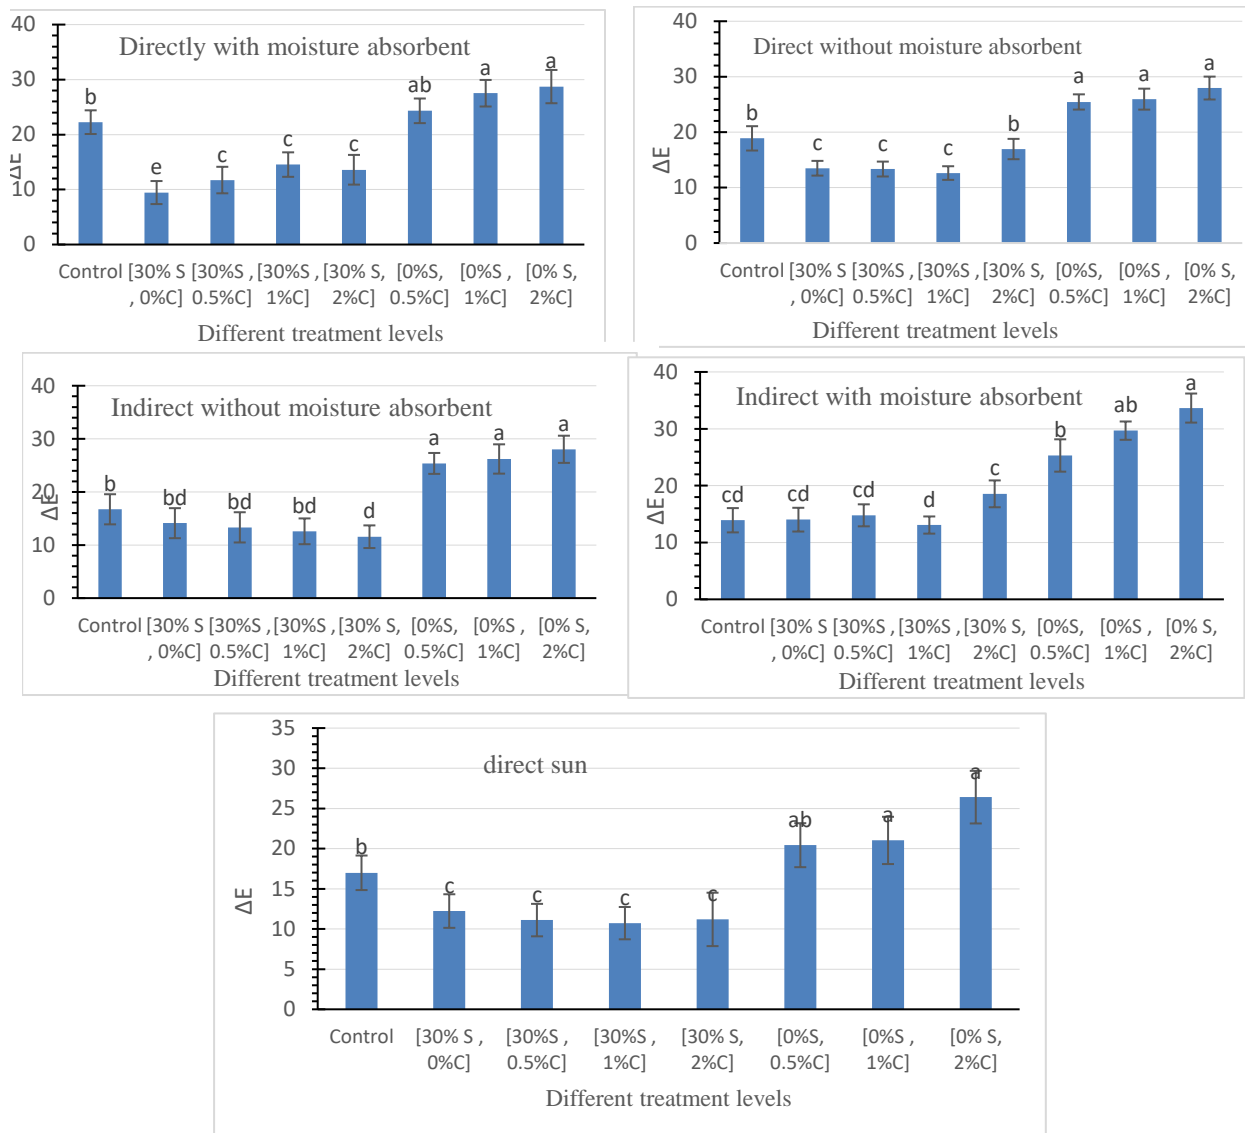 Directly with moisture absorbent
40
30
20
10
0
ΔE
b
e
c
c
c
ab
a
a
Control [30% S [30%S , [30%S , [30% S, [0%S, [0%S , [0% S,
, 0%C] 0.5%C] 1%C] 2%C] 0.5%C] 1%C] 2%C]
Different treatment levels
Direct without moisture absorbent
40
30
20
10
0
ΔE
b
c
c
c
b
a
a
a
Control [30% S [30%S , [30%S , [30% S, [0%S, [0%S , [0% S,
, 0%C] 0.5%C] 1%C] 2%C] 0.5%C] 1%C] 2%C]
Different treatment levels
Indirect without moisture absorbent
40
30
20
10
0
ΔE
b
bd
bd
bd
d
a
a
a
Control [30% S [30%S , [30%S , [30% S, [0%S, [0%S , [0% S,
, 0%C] 0.5%C] 1%C] 2%C] 0.5%C] 1%C] 2%C]
Different treatment levels
Indirect with moisture absorbent
40
30
20
10
0
ΔE
cd
cd
cd
d
c
b
ab
a
Control [30% S [30%S , [30%S , [30% S, [0%S, [0%S , [0% S,
, 0%C] 0.5%C] 1%C] 2%C] 0.5%C] 1%C] 2%C]
Different treatment levels
direct sun
35
30
25
20
15
10
5
0
ΔE
b
c
c
c
c
ab
a
a
Control [30% S , [30%S , [30%S , [30% S, [0%S, [0%S , [0% S,
0%C] 0.5%C] 1%C] 2%C] 0.5%C] 1%C] 2%C]
Different treatment levels